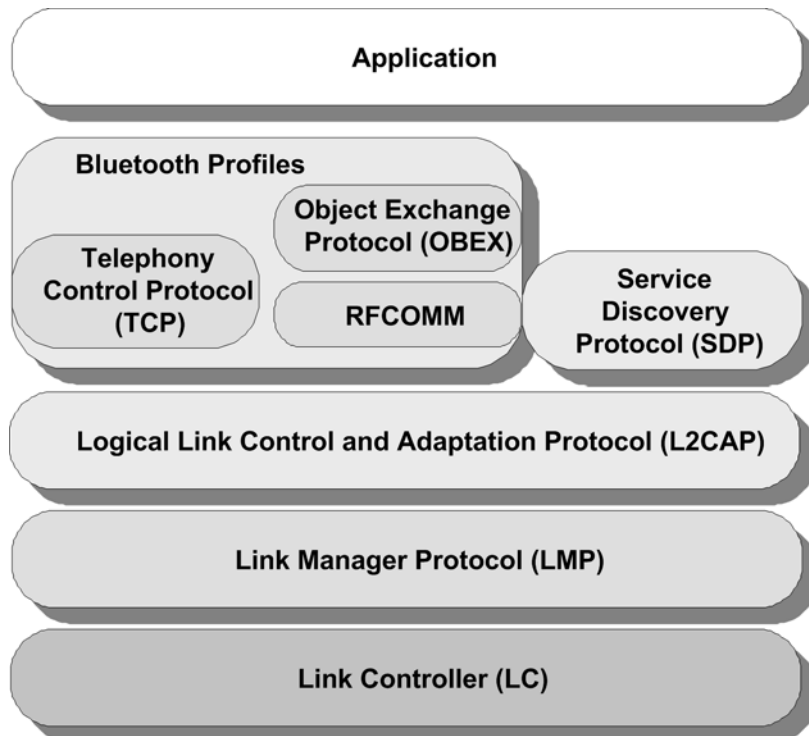 Application
Bluetooth Profiles
Object Exchange
Protocol (OBEX)
Telephony
Control Protocol
(TCP)
RFCOMM
Service
Discovery
Protocol (SDP)
Logical Link Control and Adaptation Protocol (L2CAP)
Link Manager Protocol (LMP)
Link Controller (LC)